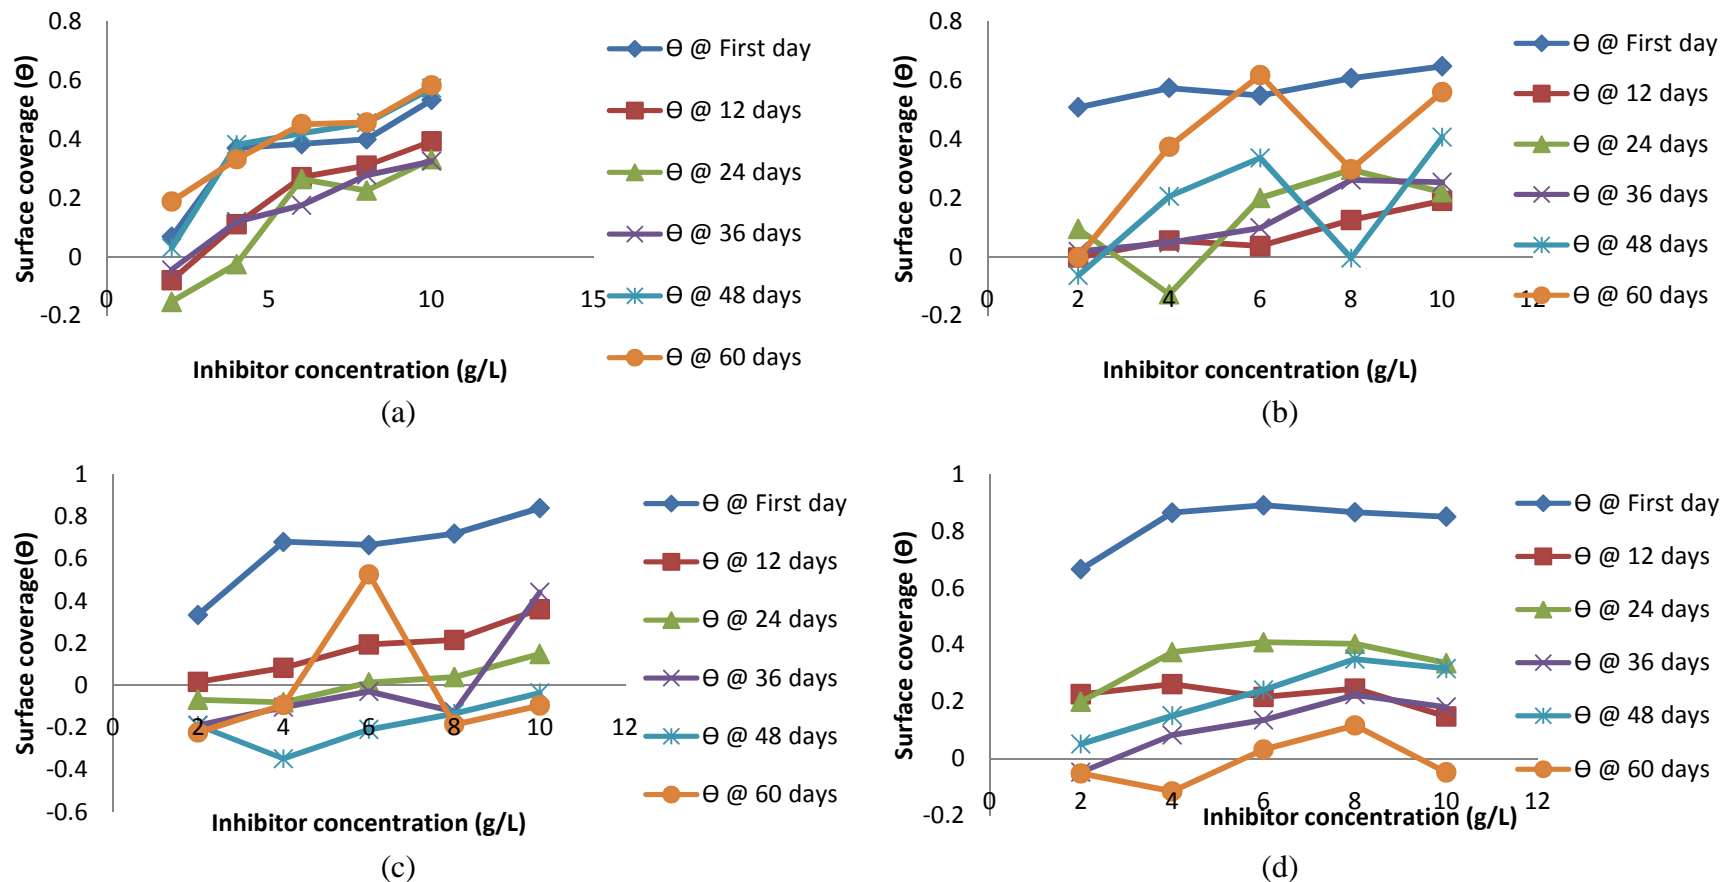 0.8
0.6
0.4
0.2
0
-0.2
0
5
10
15
Surface coverage (Ɵ)
Inhibitor concentration (g/L)
Ɵ @ First day
Ɵ @ 12 days
Ɵ @ 24 days
Ɵ @ 36 days
Ɵ @ 48 days
Ɵ @ 60 days
(a)
0.8
0.6
0.4
0.2
0
-0.2
0
2
4
6
8
10
12
Surface coverage (Ɵ)
Inhibitor concentration (g/L)
Ɵ @ First day
Ɵ @ 12 days
Ɵ @ 24 days
Ɵ @ 36 days
Ɵ @ 48 days
Ɵ @ 60 days
(b)
1
0.8
0.6
0.4
0.2
0
-0.2
-0.4
-0.6
0
2
4
6
8
10
12
Surface coverage(Ɵ)
Inhibitor concentration (g/L)
Ɵ @ First day
Ɵ @ 12 days
Ɵ @ 24 days
Ɵ @ 36 days
Ɵ @ 48 days
Ɵ @ 60 days
(c)
1
0.8
0.6
0.4
0.2
0
-0.2
0
2
4
6
8
10
12
Surface coverage (Ɵ)
Inhibitor concentration (g/L)
Ɵ @ First day
Ɵ @ 12 days
Ɵ @ 24 days
Ɵ @ 36 days
Ɵ @ 48 days
Ɵ @ 60 days
(d)